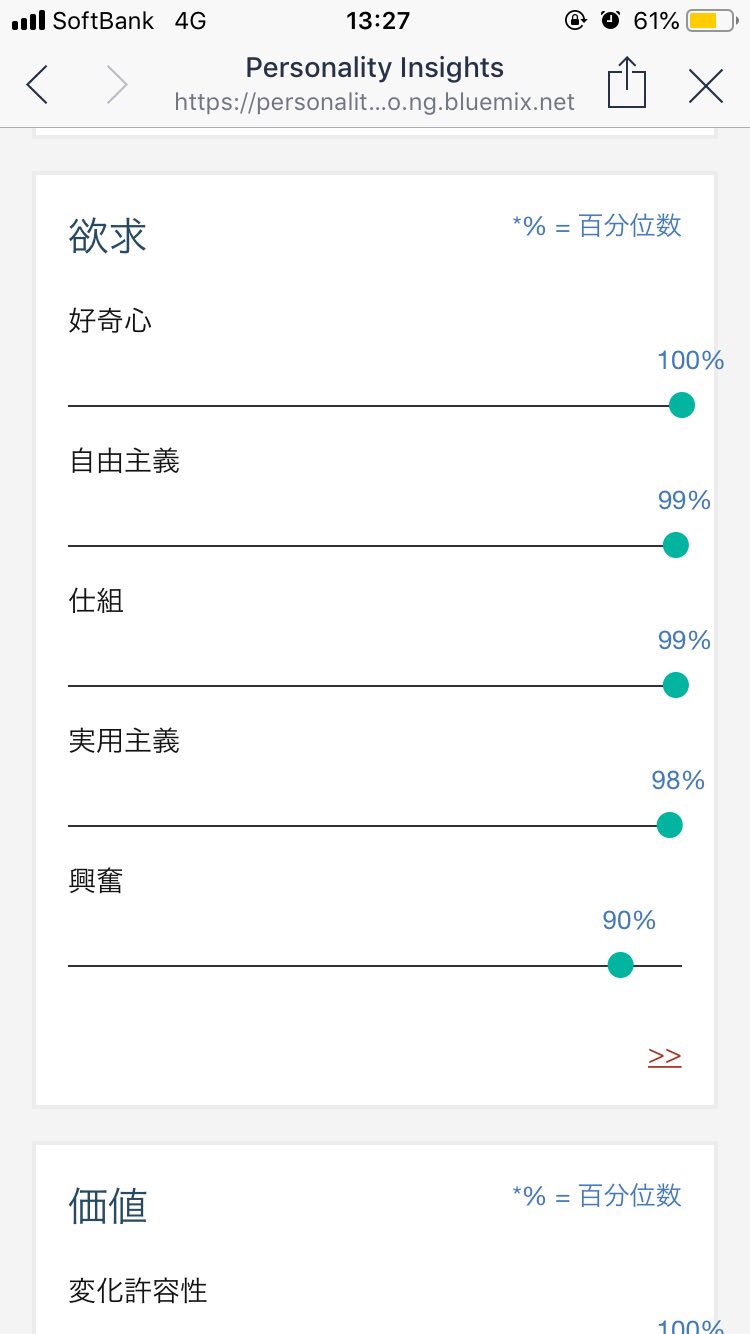 SoftBank 4G 13:27 61%
Personality Insights
https://personalit...o.ng.bluemix.net
欲求 *% = 百分位数
好奇心
100%
自由主義
99%
仕組
99%
実用主義
98%
興奮
90%
>>
価値 *% = 百分位数
変化許容性
100%